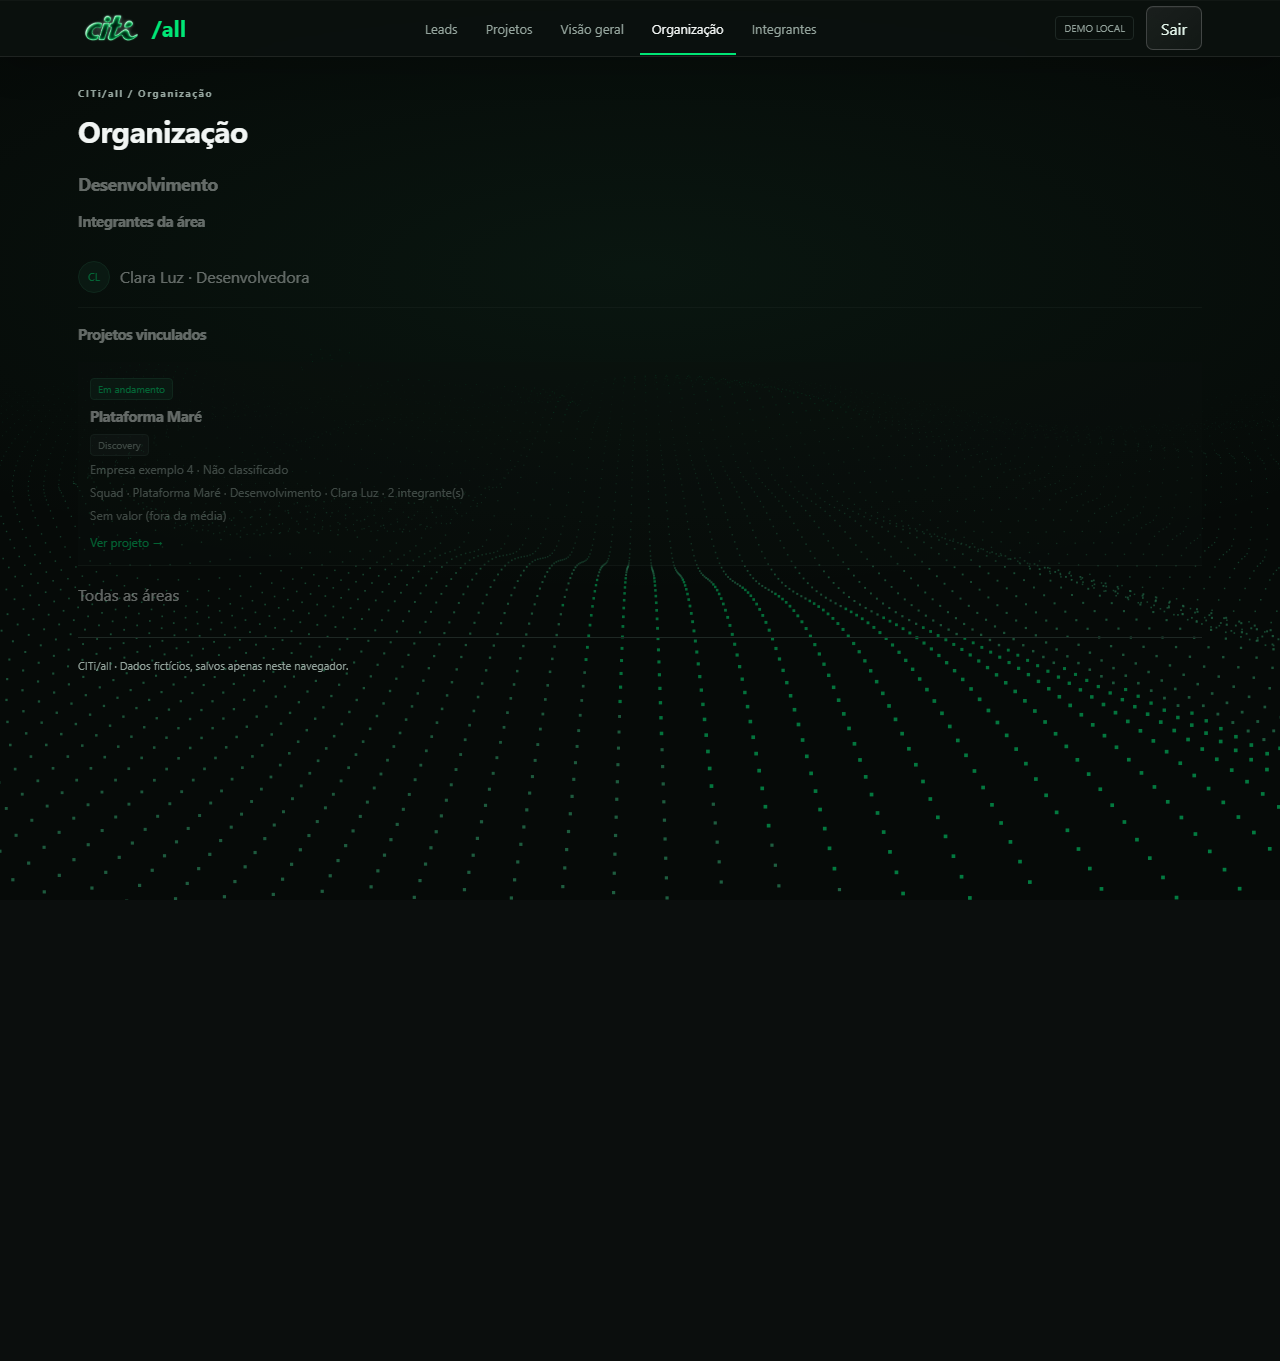 citi /all
Leads
Projetos
Visão geral
Organização
Integrantes
DEMO LOCAL
Sair
CITi/all / Organização
Organização
Desenvolvimento
Integrantes da área
CL
Clara Luz · Desenvolvedora
Projetos vinculados
Em andamento
Plataforma Maré
Discovery
Empresa exemplo 4 · Não classificado
Squad · Plataforma Maré · Desenvolvimento · Clara Luz · 2 integrante(s)
Sem valor (fora da média)
Ver projeto →
Todas as áreas
CITi/all · Dados fictícios, salvos apenas neste navegador.